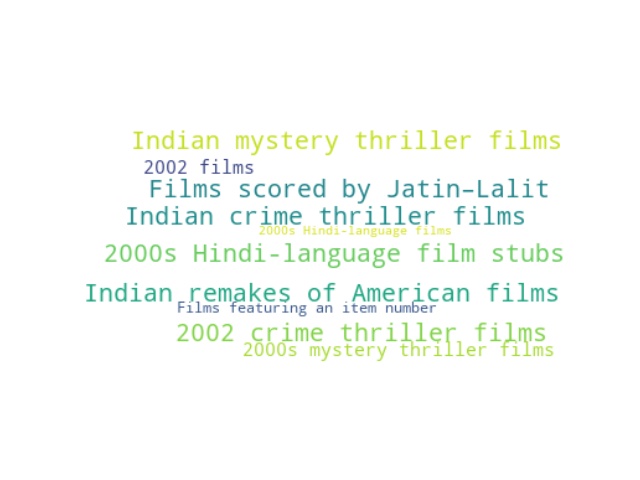 Indian mystery thriller films
2002 films
Films scored by Jatin–Lalit
Indian crime thriller films
2000s Hindi-language films
2000s Hindi-language film stubs
Indian remakes of American films
Films featuring an item number
2002 crime thriller films
2000s mystery thriller films